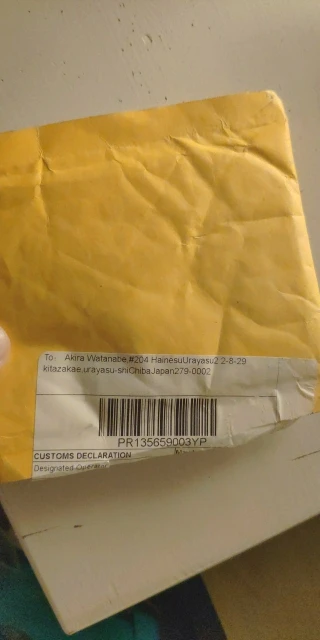 To: Akira Watanabe,#204 HainesuUrayasu2 2-8-29
kitazakae.urayasu-shiChibaJapan279-0002
PR135659003YP
CUSTOMS DECLARATION
Designated Operator